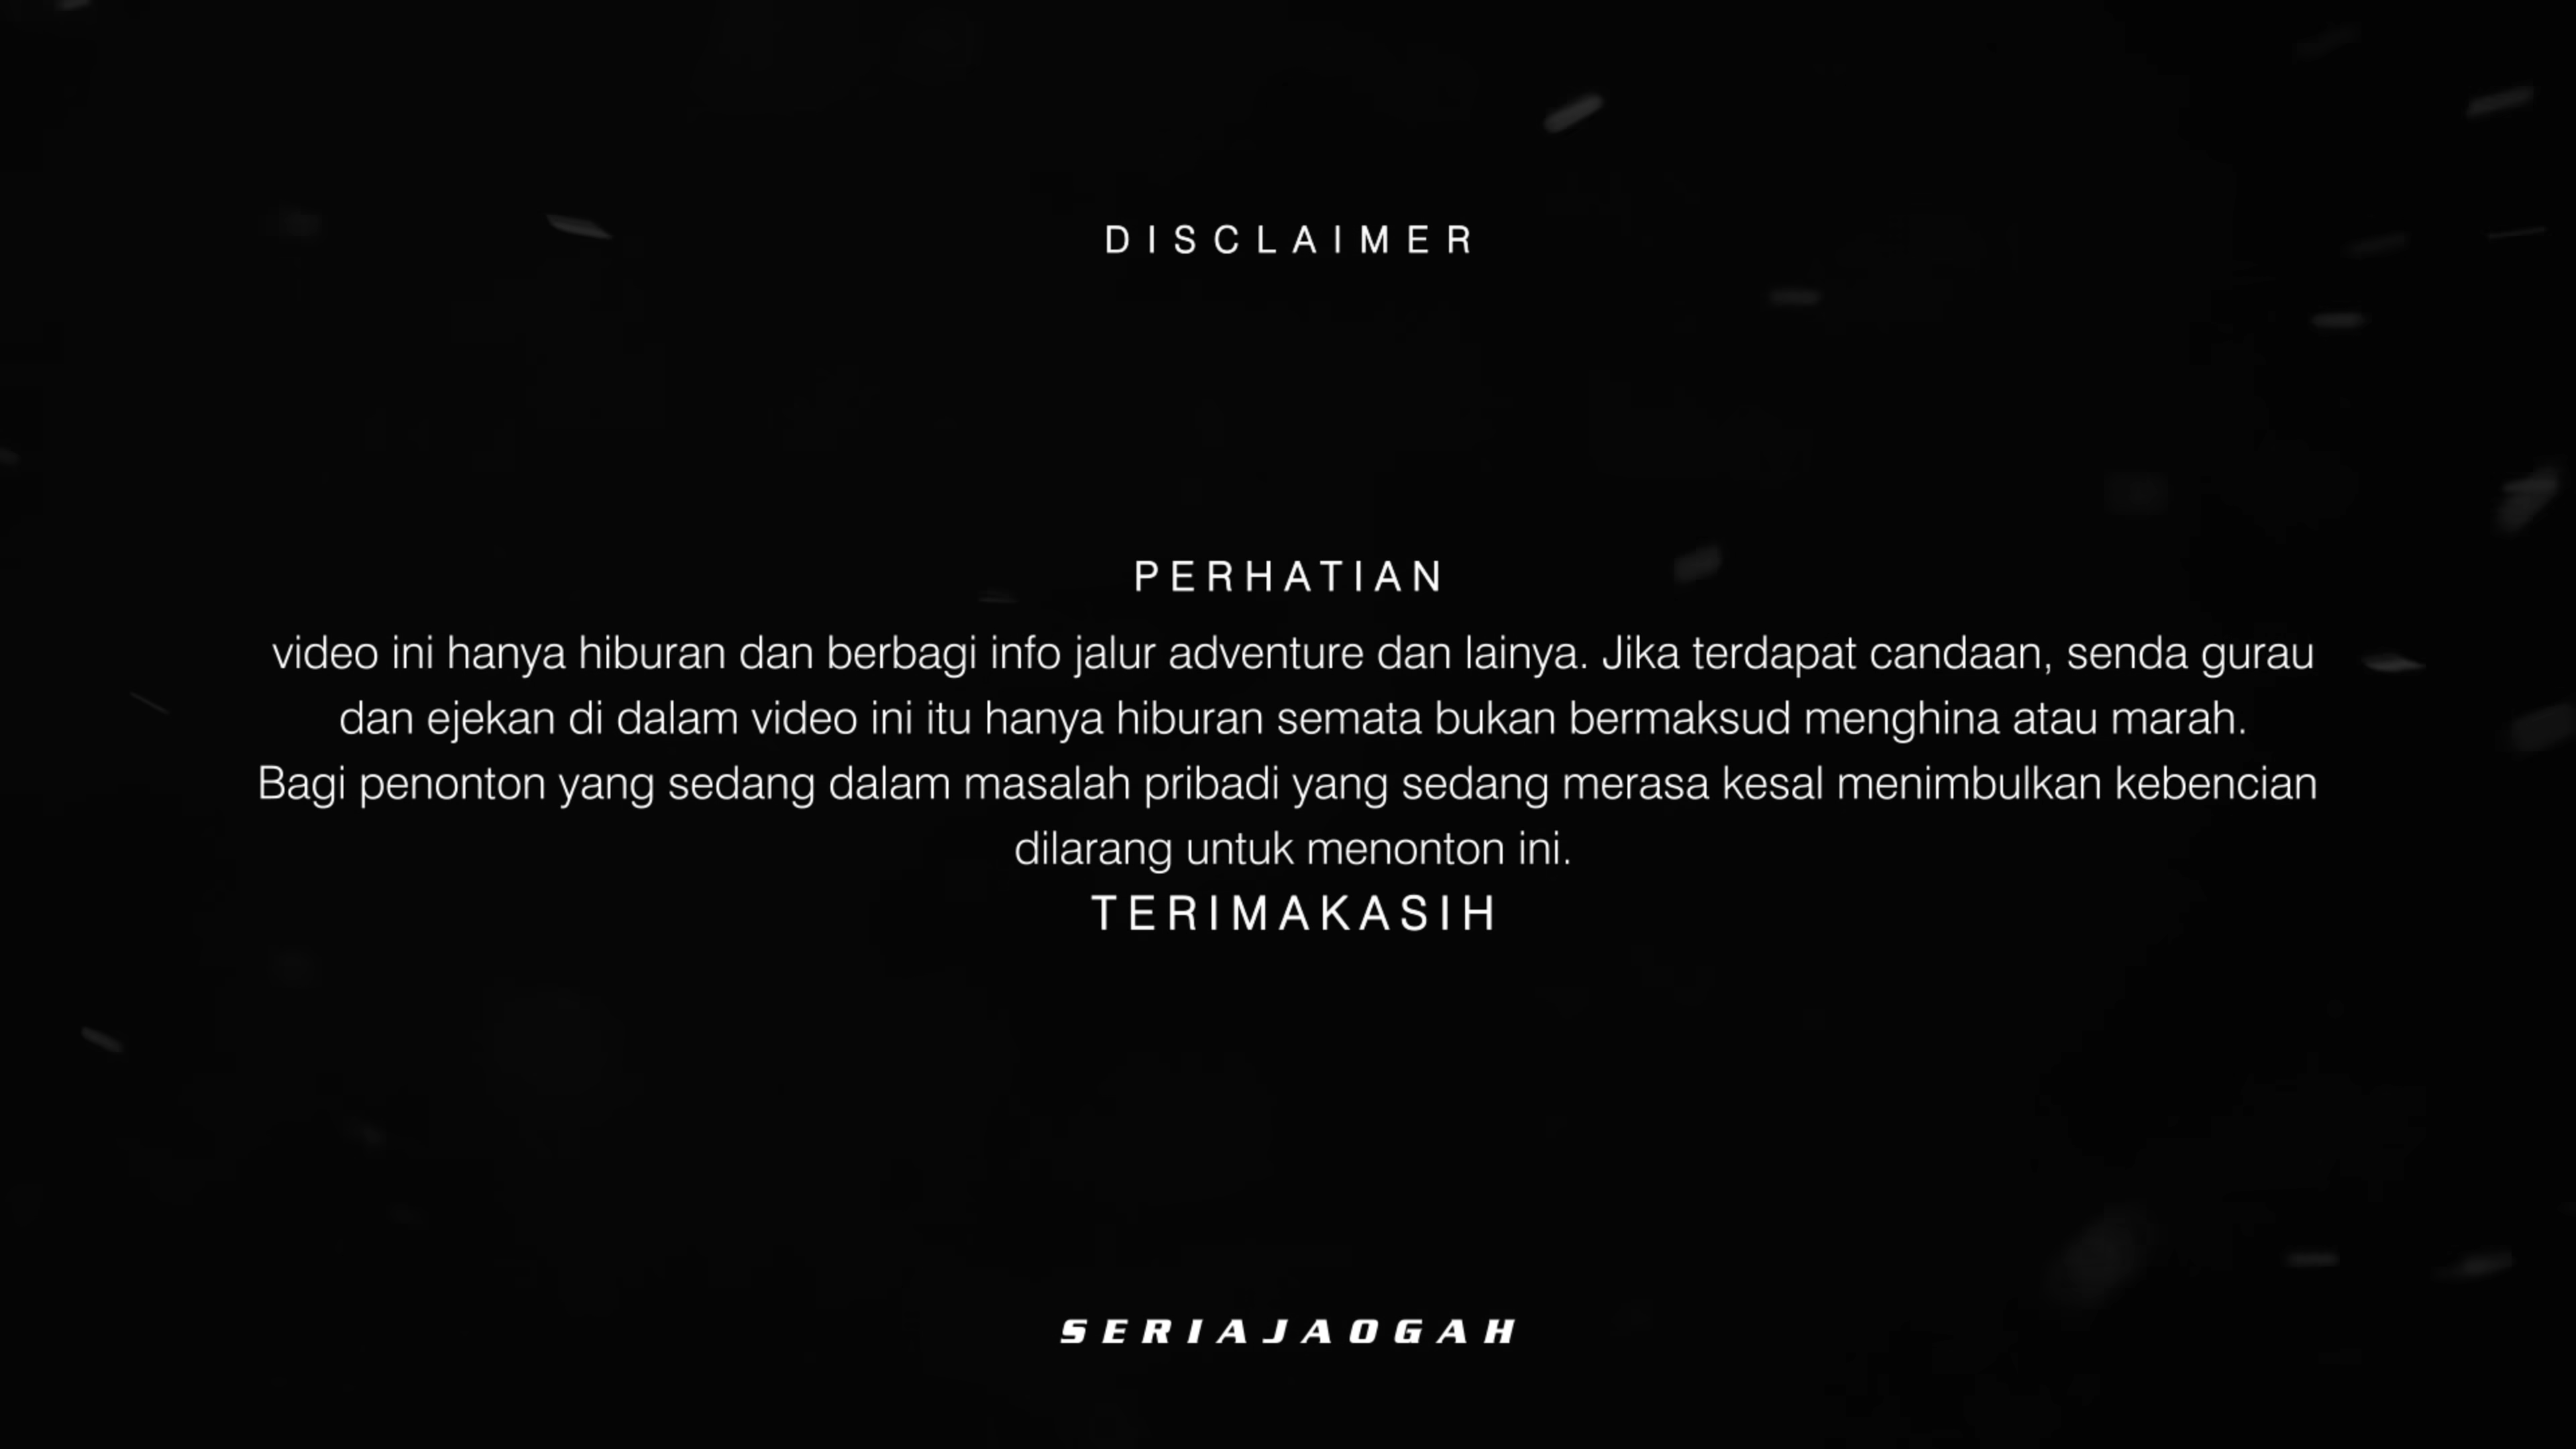 DISCLAIMER
PERHATIAN
video ini hanya hiburan dan berbagi info jalur adventure dan lainya. Jika terdapat candaan, senda gurau
dan ejekan di dalam video ini itu hanya hiburan semata bukan bermaksud menghina atau marah.
Bagi penonton yang sedang dalam masalah pribadi yang sedang merasa kesal menimbulkan kebencian
dilarang untuk menonton ini.
TERIMAKASIH
SERIAJAOGAH